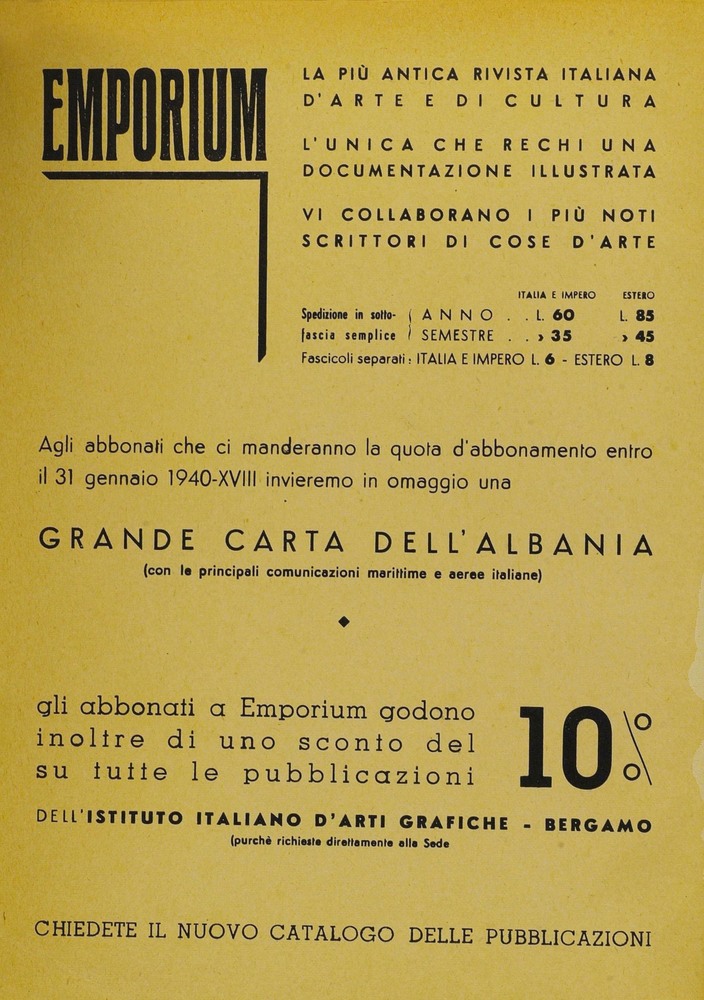 EMPORIUM
LA PIÙ ANTICA RIVISTA ITALIANA
D'ARTE E DI CULTURA
L'UNICA CHE RECHI UNA
DOCUMENTAZIONE ILLUSTRATA
VI COLLABORANO I PIÙ NOTI
SCRITTORI DI COSE D'ARTE
ITALIA E IMPERO ESTERO
Spedizione in sotto- ( ANNO . . L. 60 L. 85
fascia semplice ( SEMESTRE . . › 35 › 45
Fascicoli separati: ITALIA E IMPERO L. 6 - ESTERO L. 8
Agli abbonati che ci manderanno la quota d'abbonamento entro
il 31 gennaio 1940-XVIII invieremo in omaggio una
GRANDE CARTA DELL'ALBANIA
(con le principali comunicazioni marittime e aeree italiane)
gli abbonati a Emporium godono
inoltre di uno sconto del
su tutte le pubblicazioni
10%
DELL'ISTITUTO ITALIANO D'ARTI GRAFICHE - BERGAMO
(purchè richieste direttamente alla Sede
CHIEDETE IL NUOVO CATALOGO DELLE PUBBLICAZIONI